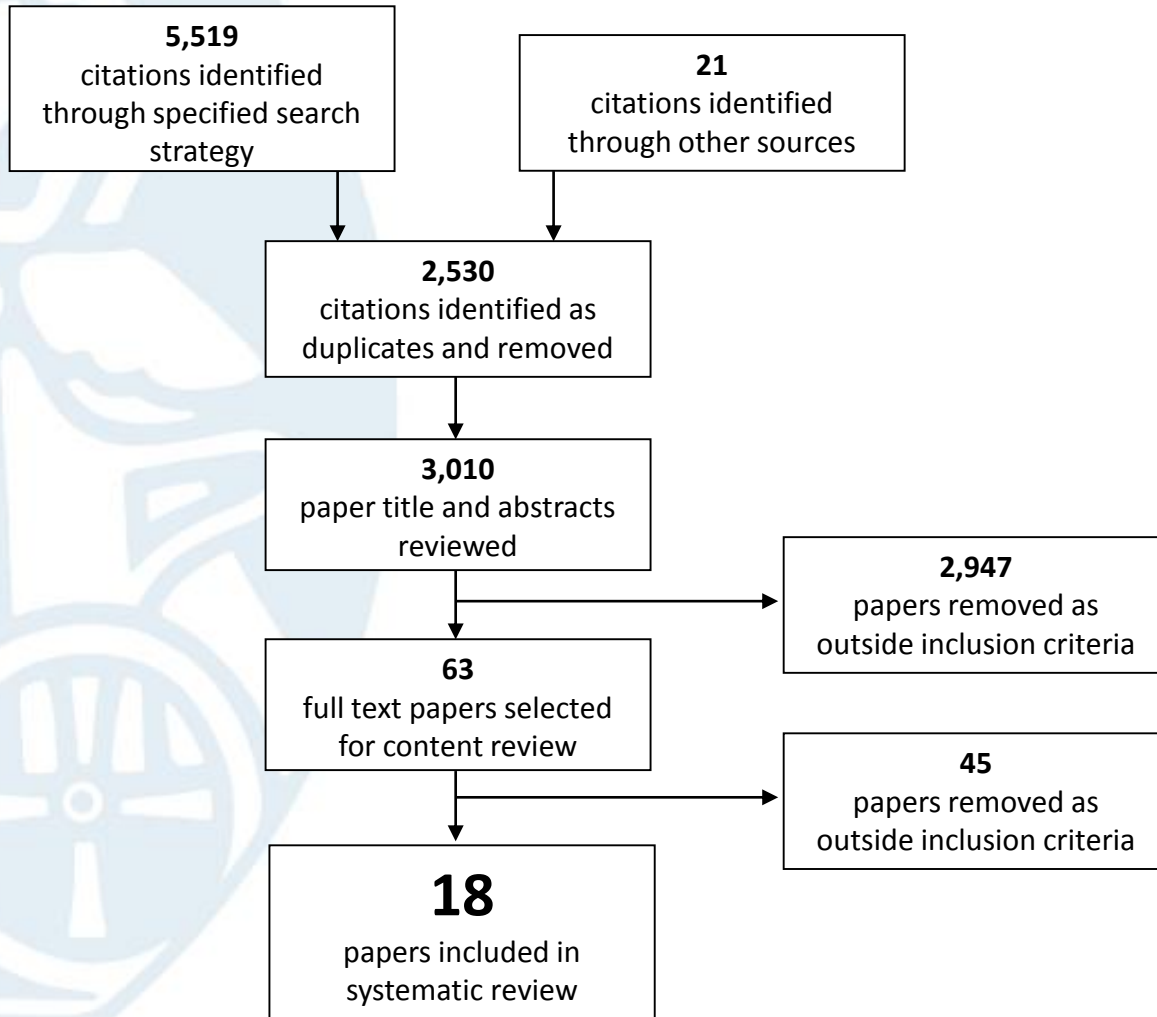 5,519
citations identified
through specified search
strategy
21
citations identified
through other sources
2,530
citations identified as
duplicates and removed
3,010
paper title and abstracts
reviewed
2,947
papers removed as
outside inclusion criteria
63
full text papers selected
for content review
45
papers removed as
outside inclusion criteria
18
papers included in
systematic review